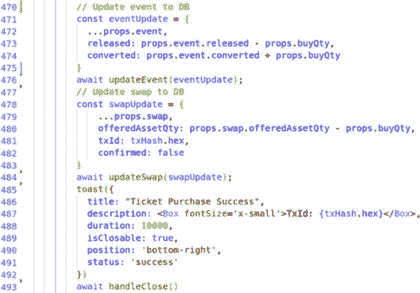 470 // Update event to DB
471 const eventUpdate = {
472 ...props.event,
473 released: props.event.released - props.buyQty,
474 converted: props.event.converted + props.buyQty
475 }
476 await updateEvent(eventUpdate);
477 // Update swap to DB
478 const swapUpdate = {
479 ...props.swap,
480 offeredAssetQty: props.swap.offeredAssetQty - props.buyQty,
481 txId: txHash.hex,
482 confirmed: false
483 }
484 await updateSwap(swapUpdate);
485 toast({
486 title: "Ticket Purchase Success",
487 description: <Box fontSize='x-small'>TxId: {txHash.hex}</Box>,
488 duration: 10000,
489 isClosable: true,
490 position: 'bottom-right',
491 status: 'success'
492 })
493 await handleClose()